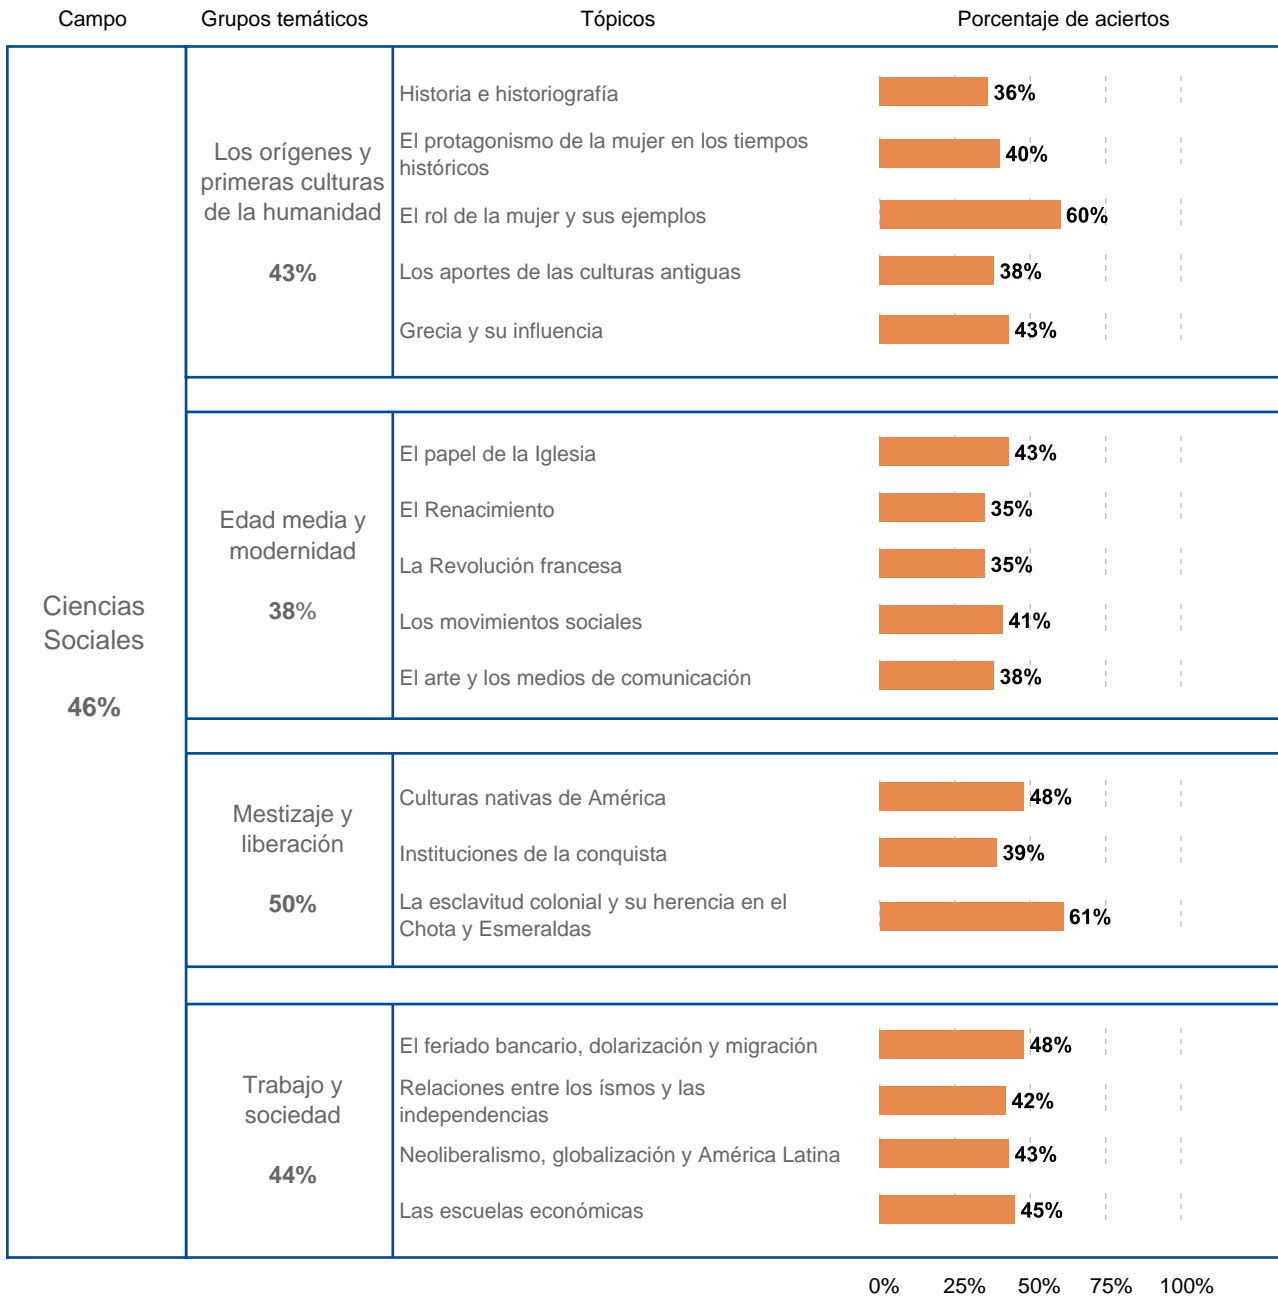 Campo Grupos temáticos Tópicos Porcentaje de aciertos
Ciencias
Sociales
46%
Los orígenes y
primeras culturas
de la humanidad
43%
Historia e historiografía 36%
El protagonismo de la mujer en los tiempos
históricos 40%
El rol de la mujer y sus ejemplos 60%
Los aportes de las culturas antiguas 38%
Grecia y su influencia 43%
Edad media y
modernidad
38%
El papel de la Iglesia 43%
El Renacimiento 35%
La Revolución francesa 35%
Los movimientos sociales 41%
El arte y los medios de comunicación 38%
Mestizaje y
liberación
50%
Culturas nativas de América 48%
Instituciones de la conquista 39%
La esclavitud colonial y su herencia en el
Chota y Esmeraldas 61%
Trabajo y
sociedad
44%
El feriado bancario, dolarización y migración 48%
Relaciones entre los ísmos y las
independencias 42%
Neoliberalismo, globalización y América Latina 43%
Las escuelas económicas 45%
0% 25% 50% 75% 100%